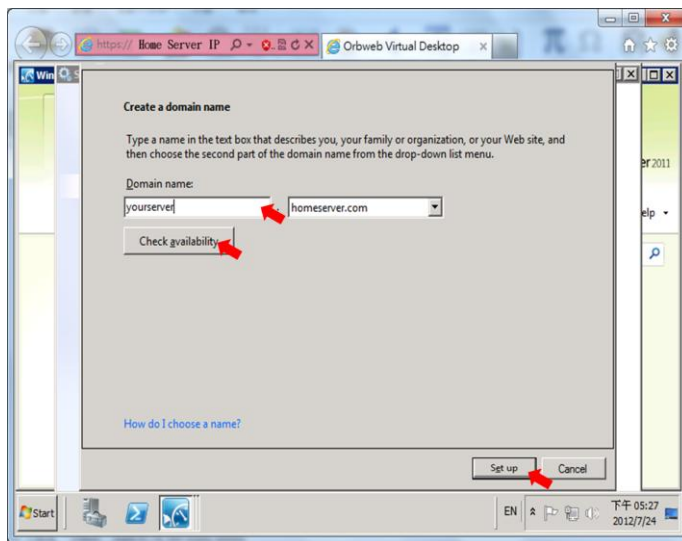 https:// Home Server IP
Orbweb Virtual Desktop
Win
Create a domain name
Type a name in the text box that describes you, your family or organization, or your Web site, and
then choose the second part of the domain name from the drop-down list menu.
Domain name:
yourserver . homeserver.com
Check availability
er 2011
elp
How do I choose a name?
Set up Cancel
Start
EN
下午 05:27
2012/7/24